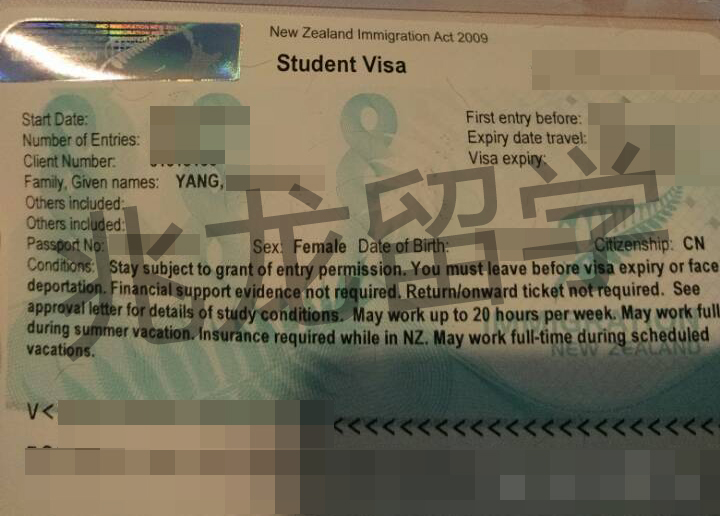 New Zealand Immigration Act 2009
Student Visa
Start Date:
First entry before:
Number of Entries:
Expiry date travel:
Client Number:
Visa expiry:
Family, Given names: YANG,
Others included:
Others included:
Passport No:
Sex: Female Date of Birth:
Citizenship: CN
Conditions: Stay subject to grant of entry permission. You must leave before visa expiry or face
deportation. Financial support evidence not required. Return/onward ticket not required. See
approval letter for details of study conditions. May work up to 20 hours per week. May work full
during summer vacation. Insurance required while in NZ. May work full-time during scheduled
vacations.
NEW ZEALAND
V<
<<<<<<<<<<<<<<<<<<<
兆龙留学